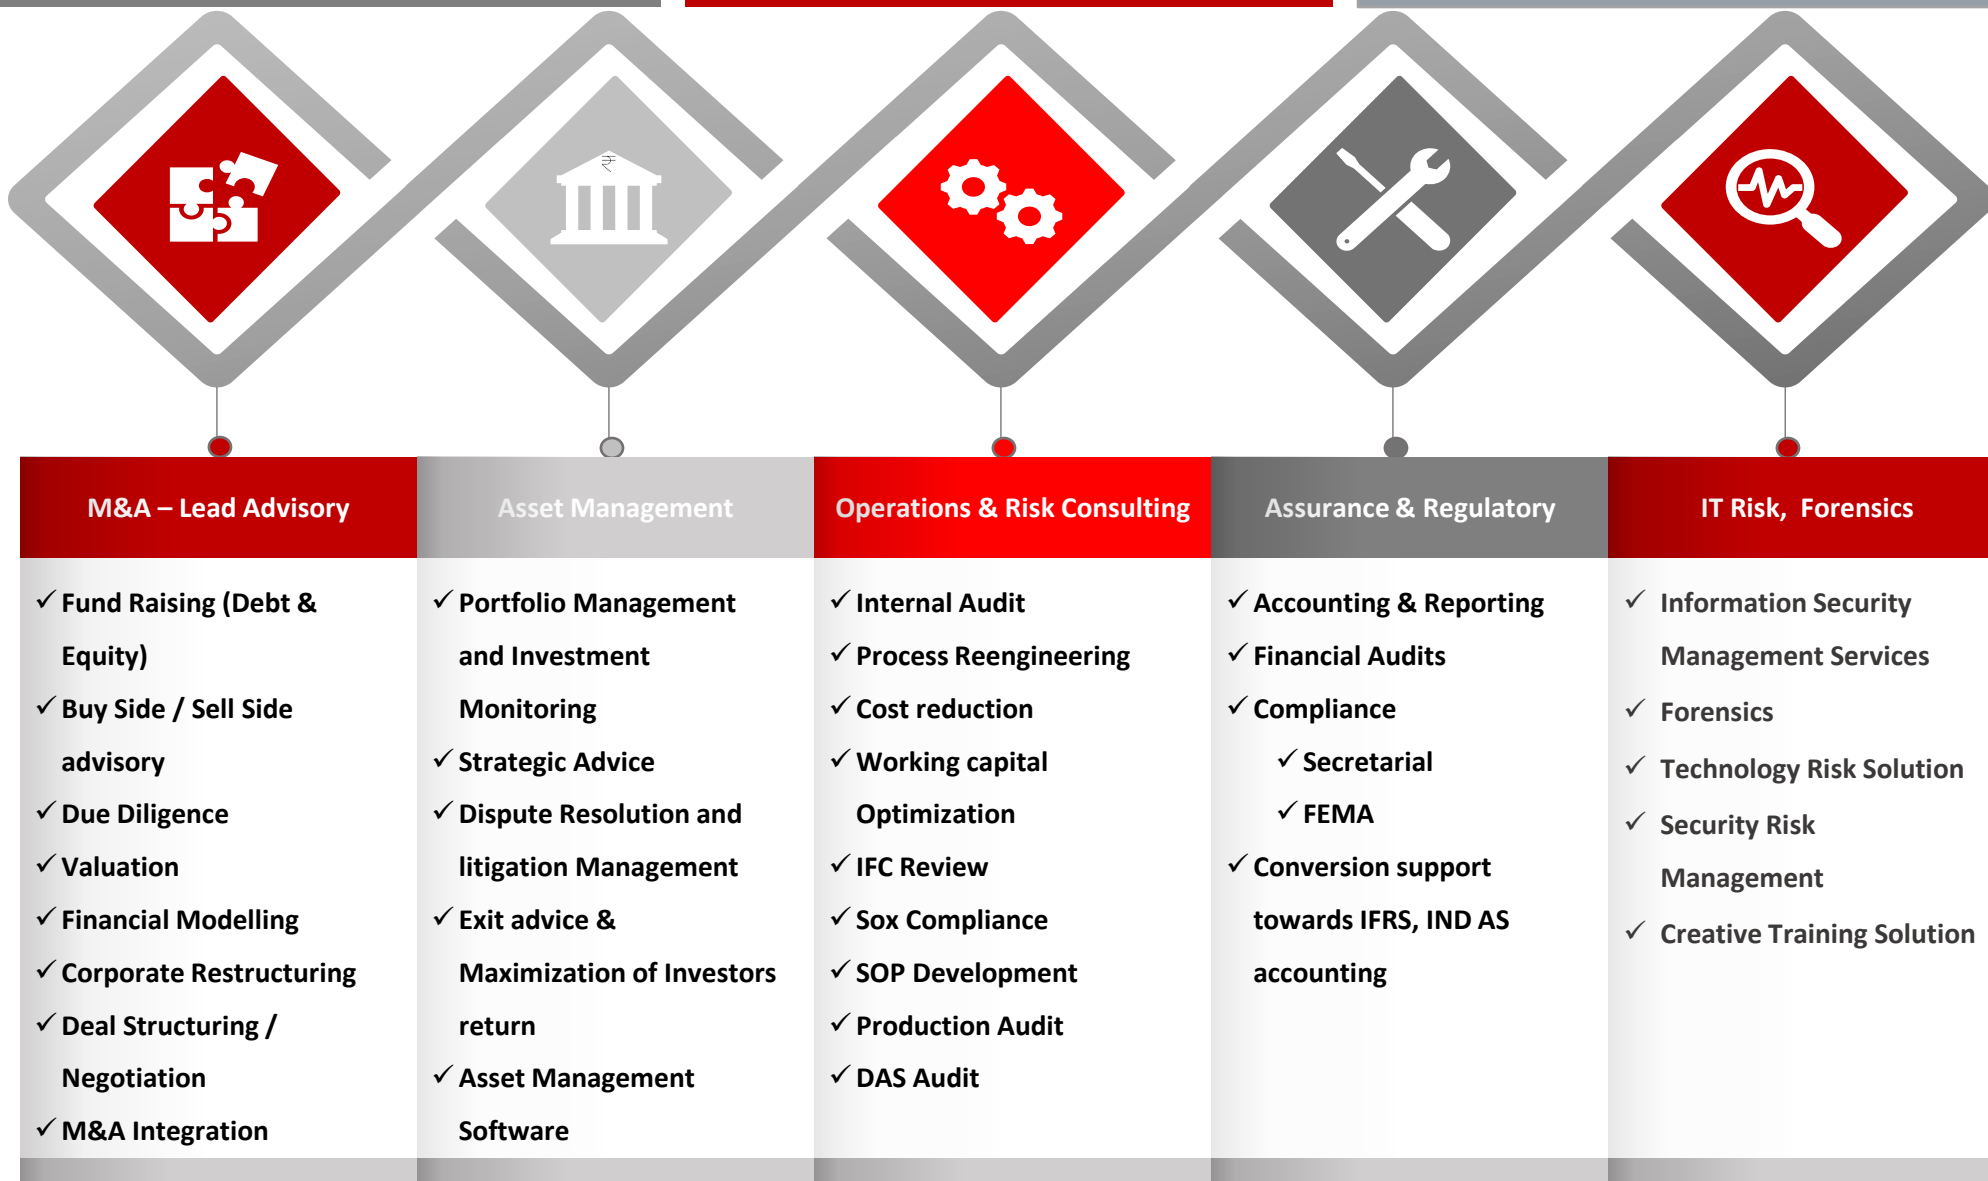 ₹
M&A – Lead Advisory
✓ Fund Raising (Debt &
Equity)
✓ Buy Side / Sell Side
advisory
✓ Due Diligence
✓ Valuation
✓ Financial Modelling
✓ Corporate Restructuring
✓ Deal Structuring /
Negotiation
✓ M&A Integration
Asset Management
✓ Portfolio Management
and Investment
Monitoring
✓ Strategic Advice
✓ Dispute Resolution and
litigation Management
✓ Exit advice &
Maximization of Investors
return
✓ Asset Management
Software
Operations & Risk Consulting
✓ Internal Audit
✓ Process Reengineering
✓ Cost reduction
✓ Working capital
Optimization
✓ IFC Review
✓ Sox Compliance
✓ SOP Development
✓ Production Audit
✓ DAS Audit
Assurance & Regulatory
✓ Accounting & Reporting
✓ Financial Audits
✓ Compliance
✓ Secretarial
✓ FEMA
✓ Conversion support
towards IFRS, IND AS
accounting
IT Risk, Forensics
✓ Information Security
Management Services
✓ Forensics
✓ Technology Risk Solution
✓ Security Risk
Management
✓ Creative Training Solution